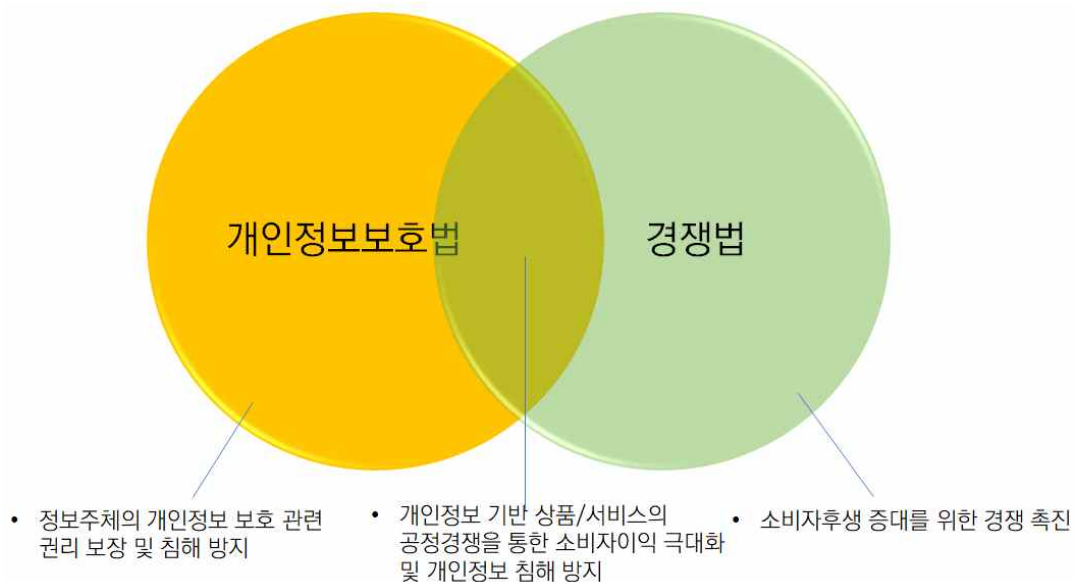 개인정보보호법
경쟁법
• 정보주체의 개인정보 보호 관련
권리 보장 및 침해 방지
• 개인정보 기반 상품/서비스의
공정경쟁을 통한 소비자이익 극대화
및 개인정보 침해 방지
• 소비자후생 증대를 위한 경쟁 촉진